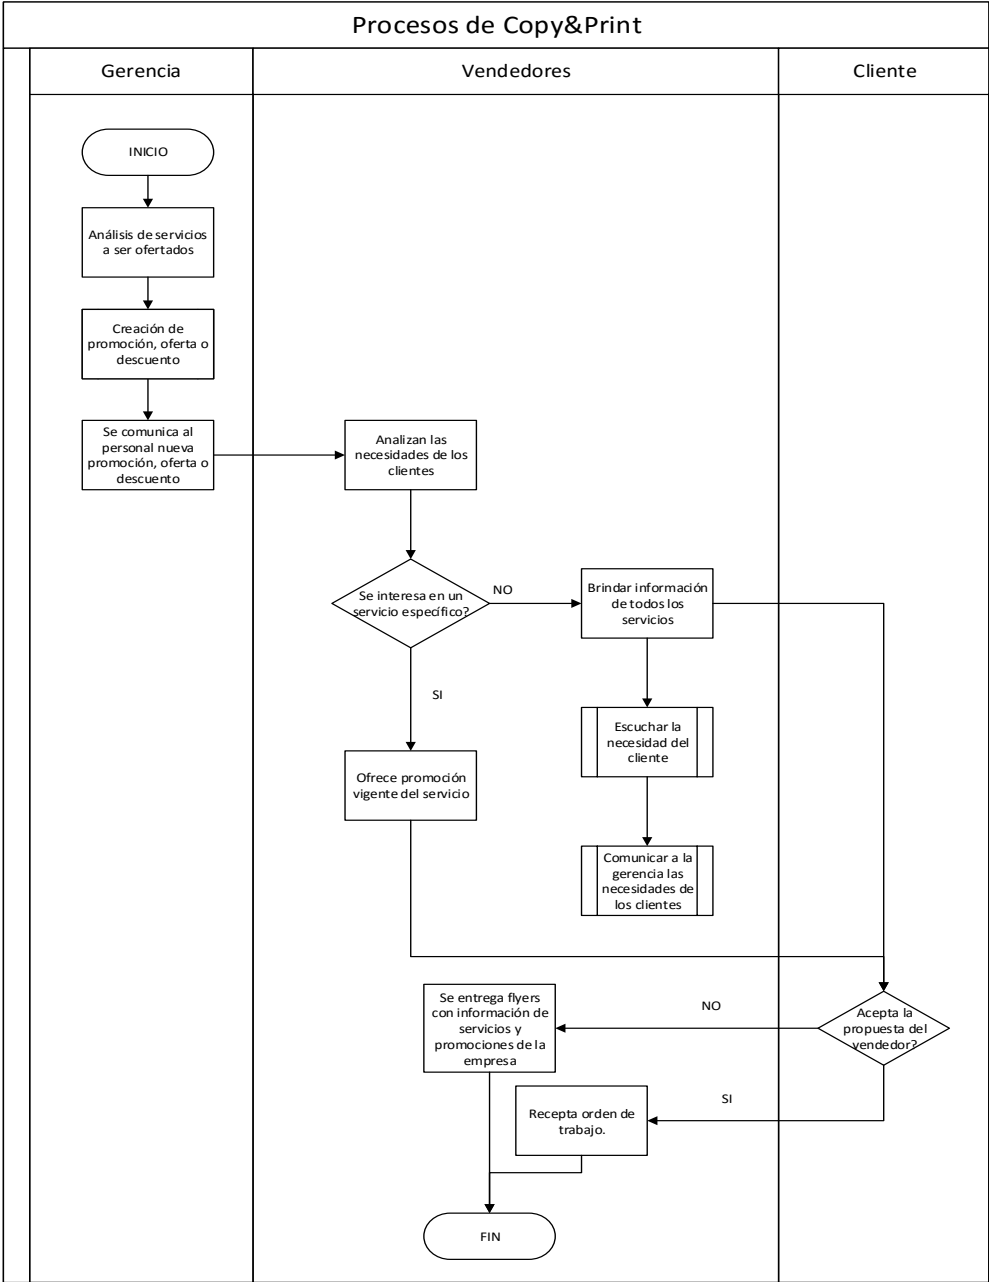 Procesos de Copy&Print
Gerencia
Vendedores
Cliente
INICIO
Análisis de servicios
a ser ofertados
Creación de
promoción, oferta o
descuento
Se comunica al
personal nueva
promoción, oferta o
descuento
Analizan las
necesidades de los
clientes
Se interesa en un
servicio específico?
NO
Brindar información
de todos los
servicios
SI
Escuchar la
necesidad del
cliente
Ofrece promoción
vigente del servicio
Comunicar a la
gerencia las
necesidades de
los clientes
Se entrega flyers
con información de
servicios y
promociones de la
empresa
NO
Acepta la
propuesta del
vendedor?
SI
Recepta orden de
trabajo.
FIN